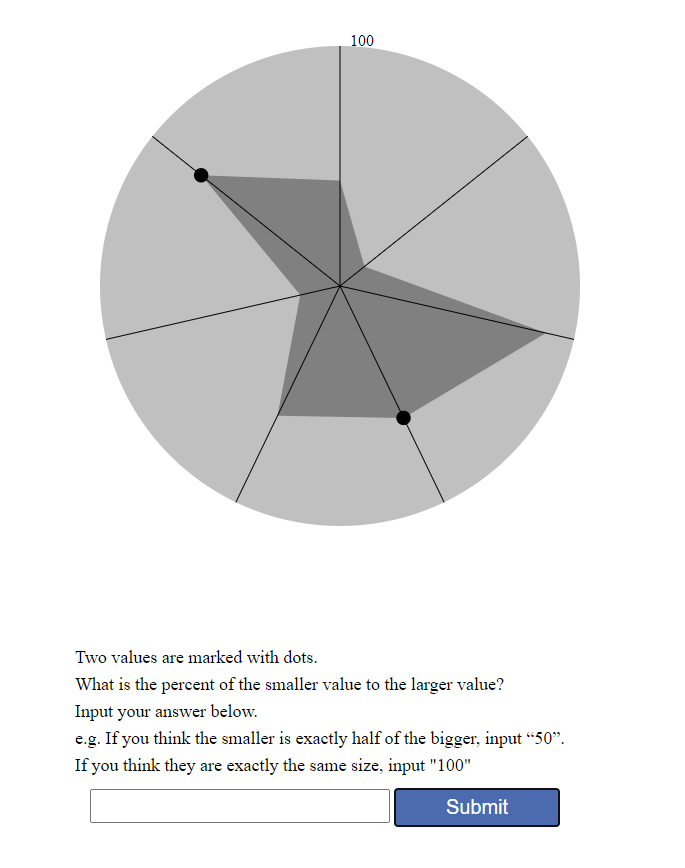 100
Two values are marked with dots.
What is the percent of the smaller value to the larger value?
Input your answer below.
e.g. If you think the smaller is exactly half of the bigger, input “50”.
If you think they are exactly the same size, input "100"
Submit